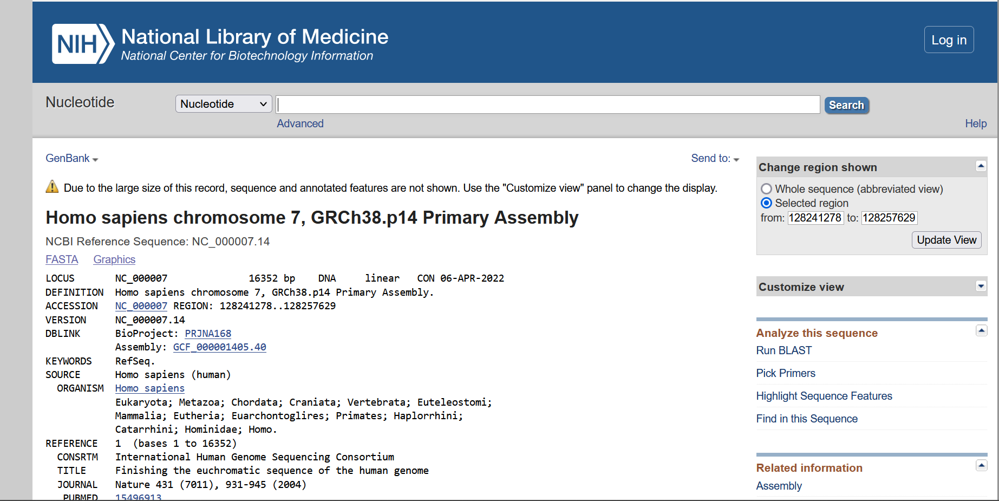 NIH National Library of Medicine
National Center for Biotechnology Information
Log in
Nucleotide
Nucleotide
Search
Advanced
Help
GenBank
Send to:
Due to the large size of this record, sequence and annotated features are not shown. Use the "Customize view" panel to change the display.
Homo sapiens chromosome 7, GRCh38.p14 Primary Assembly
NCBI Reference Sequence: NC_000007.14
FASTA Graphics
LOCUS NC_000007 16352 bp DNA linear CON 06-APR-2022
DEFINITION Homo sapiens chromosome 7, GRCh38.p14 Primary Assembly.
ACCESSION NC_000007 REGION: 128241278..128257629
VERSION NC_000007.14
DBLINK BioProject: PRJNA168
Assembly: GCF_000001405.40
KEYWORDS RefSeq.
SOURCE Homo sapiens (human)
ORGANISM Homo sapiens
Eukaryota; Metazoa; Chordata; Craniata; Vertebrata; Euteleostomi;
Mammalia; Eutheria; Euarchontoglires; Primates; Haplorrhini;
Catarrhini; Hominidae; Homo.
REFERENCE 1 (bases 1 to 16352)
CONSRTM International Human Genome Sequencing Consortium
TITLE Finishing the euchromatic sequence of the human genome
JOURNAL Nature 431 (7011), 931-945 (2004)
PUBMED 15496913
Change region shown
Whole sequence (abbreviated view)
Selected region
from: 128241278 to: 128257629
Update View
Customize view
Analyze this sequence
Run BLAST
Pick Primers
Highlight Sequence Features
Find in this Sequence
Related information
Assembly